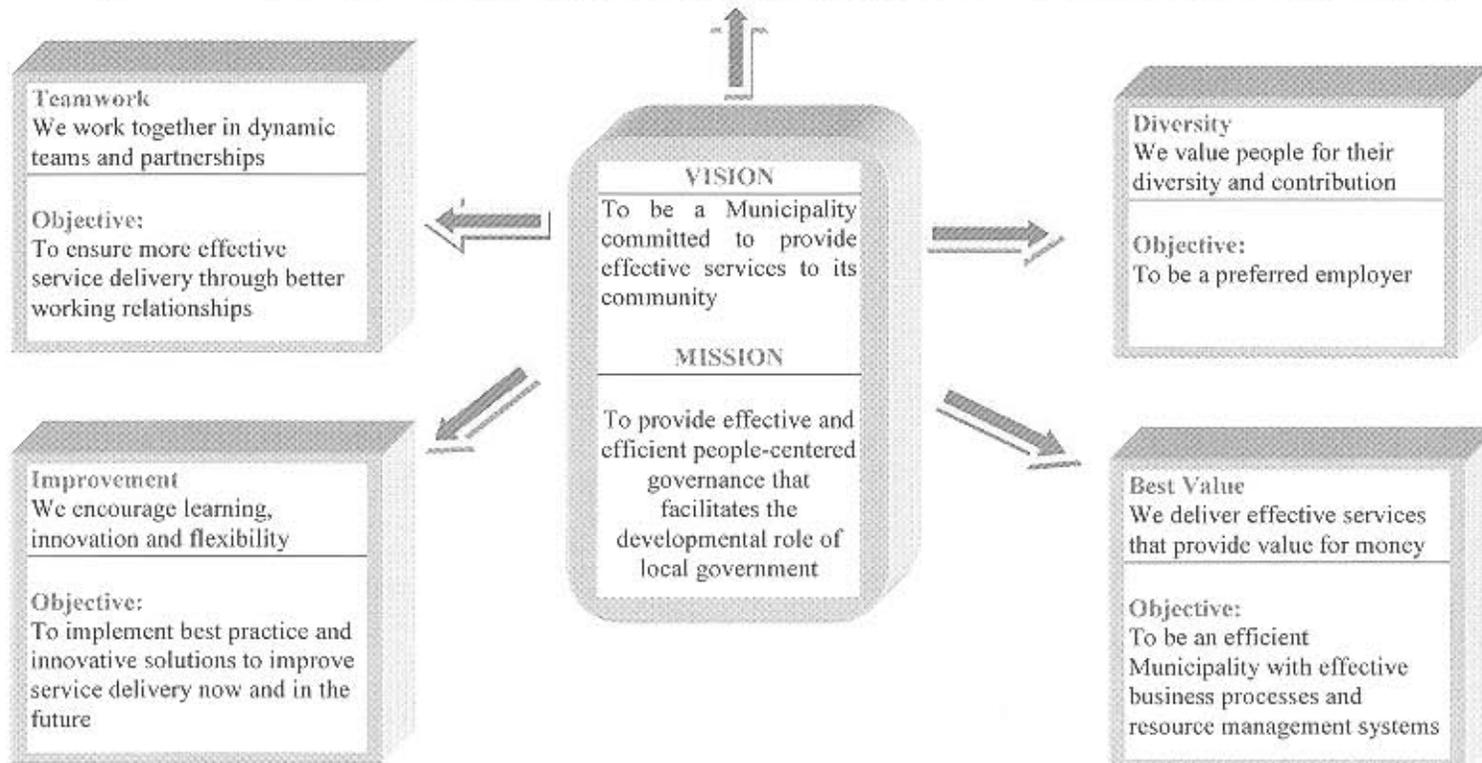 Teamwork
We work together in dynamic
teams and partnerships
Objective:
To ensure more effective
service delivery through better
working relationships
Improvement
We encourage learning,
innovation and flexibility
Objective:
To implement best practice and
innovative solutions to improve
service delivery now and in the
future
VISION
To be a Municipality
committed to provide
effective services to its
community
MISSION
To provide effective and
efficient people-centered
governance that
facilitates the
developmental role of
local government
Diversity
We value people for their
diversity and contribution
Objective:
To be a preferred employer
Best Value
We deliver effective services
that provide value for money
Objective:
To be an efficient
Municipality with effective
business processes and
resource management systems